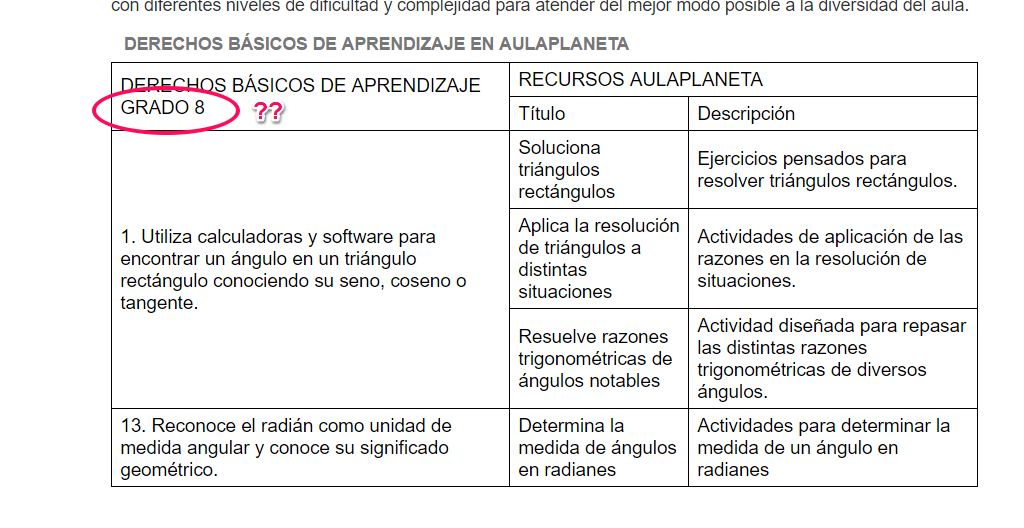 con diferentes niveles de dificultad y complejidad para atender del mejor modo posible a la diversidad del aula.
DERECHOS BÁSICOS DE APRENDIZAJE EN AULAPLANETA
DERECHOS BÁSICOS DE APRENDIZAJE
GRADO 8
??
RECURSOS AULAPLANETA
Título
Descripción
1. Utiliza calculadoras y software para
encontrar un ángulo en un triángulo
rectángulo conociendo su seno, coseno o
tangente.
Soluciona
triángulos
rectángulos
Ejercicios pensados para
resolver triángulos rectángulos.
Aplica la resolución
de triángulos a
distintas
situaciones
Actividades de aplicación de las
razones en la resolución de
situaciones.
Resuelve razones
trigonométricas de
ángulos notables
Actividad diseñada para repasar
las distintas razones
trigonométricas de diversos
ángulos.
13. Reconoce el radián como unidad de
medida angular y conoce su significado
geométrico.
Determina la
medida de ángulos
en radianes
Actividades para determinar la
medida de un ángulo en
radianes